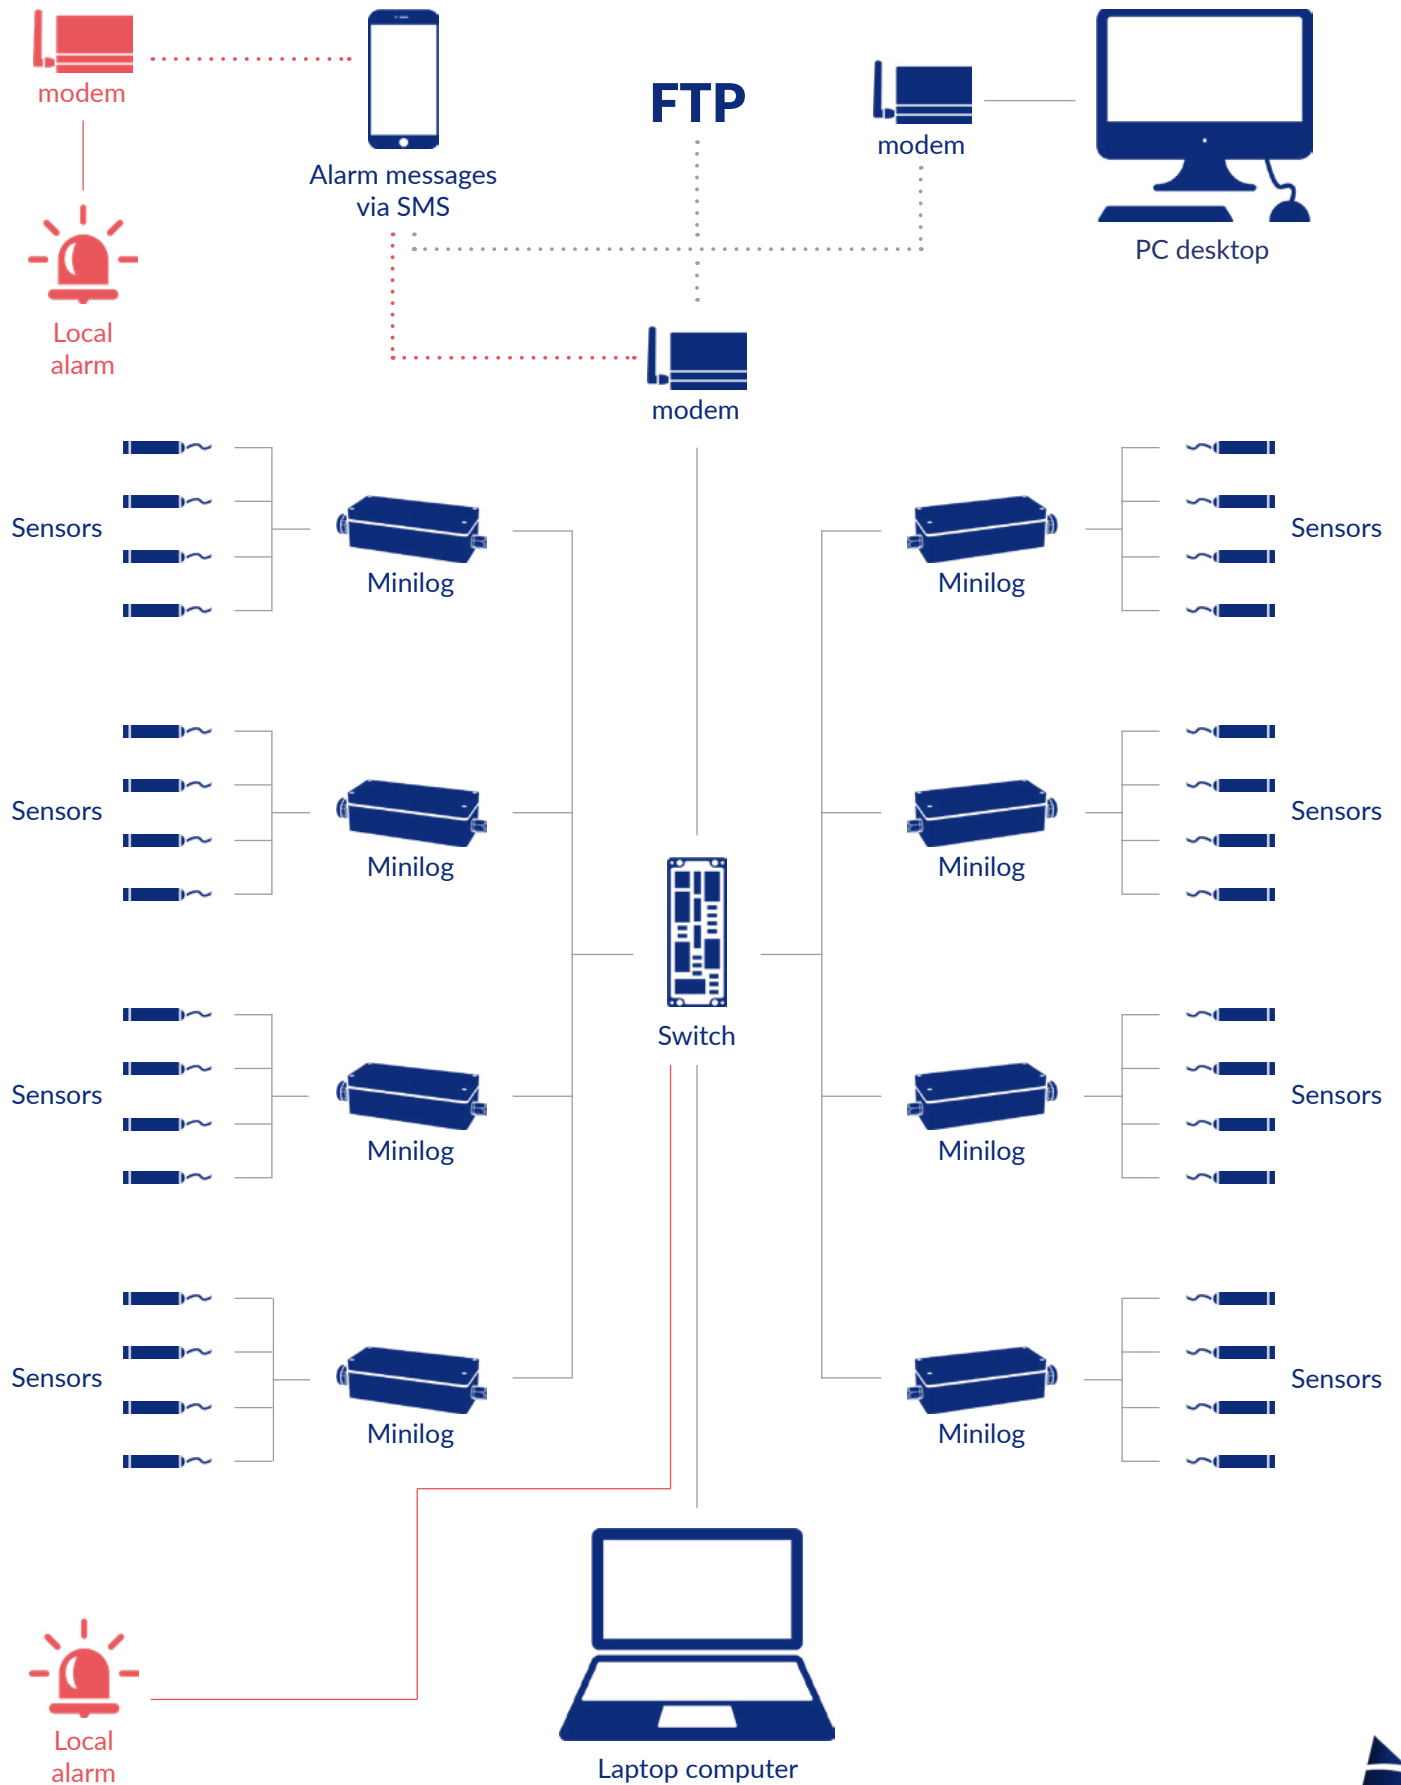 modem
FTP
modem
Alarm messages
via SMS
PC desktop
Local
alarm
modem
Sensors
Minilog
Minilog
Sensors
Sensors
Minilog
Minilog
Sensors
Switch
Sensors
Minilog
Minilog
Sensors
Sensors
Minilog
Minilog
Sensors
Local
alarm
Laptop computer